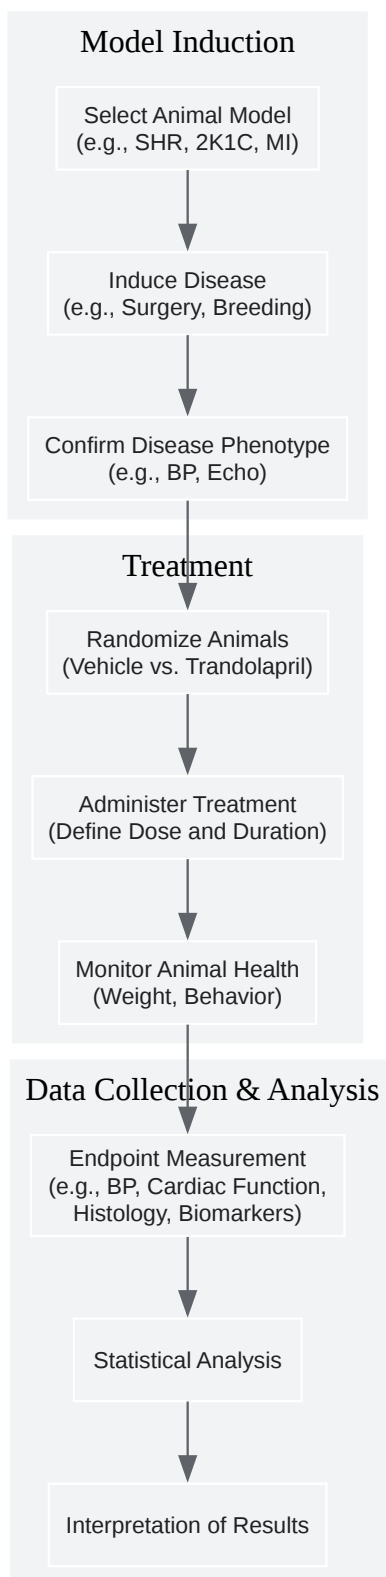 Model Induction
Select Animal Model
(e.g., SHR, 2K1C, MI)
Induce Disease
(e.g., Surgery, Breeding)
Confirm Disease Phenotype
(e.g., BP, Echo)
Treatment
Randomize Animals
(Vehicle vs. Trandolapril)
Administer Treatment
(Define Dose and Duration)
Monitor Animal Health
(Weight, Behavior)
Data Collection & Analysis
Endpoint Measurement
(e.g., BP, Cardiac Function,
Histology, Biomarkers)
Statistical Analysis
Interpretation of Results